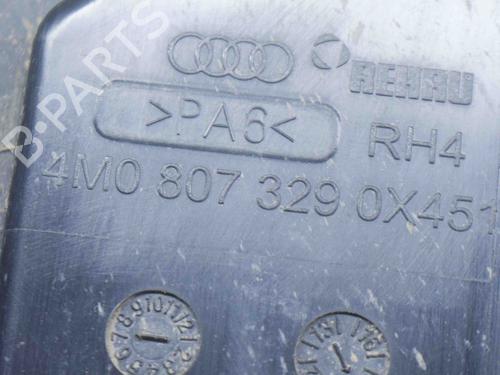 REHAU
>PA6<
RH4
4M0 807 329 0X451
B-PARTS